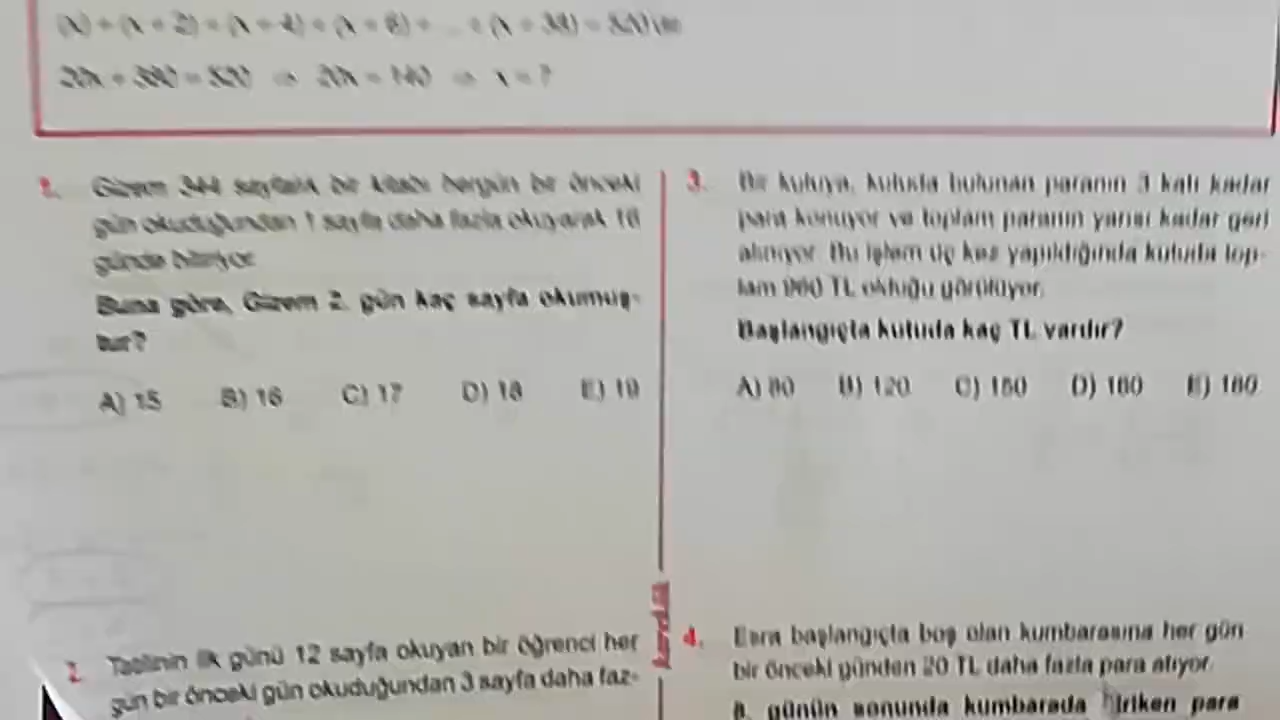 (x) + (x + 2) + (x + 4) + (x + 6) + ... + (x + 38) = 520
20x + 380 = 520 ⇒ 20x = 140 ⇒ x = 7
1. Gizem 344 sayfalık bir kitabı hergün bir önceki
gün okuduğundan 1 sayfa daha fazla okuyarak 16
günde bitiriyor.
Buna göre, Gizem 2. gün kaç sayfa okumuş-
tur?
A) 15 B) 16 C) 17 D) 18 E) 19
2. Tatilinin ilk günü 12 sayfa okuyan bir öğrenci her
gün bir önceki gün okuduğundan 3 sayfa daha faz-
3. Bir kutuya, kutuda bulunan paranın 3 katı kadar
para konuyor ve toplam paranın yarısı kadar geri
alınıyor. Bu işlem üç kez yapıldığında kutuda top-
lam TL olduğu görülüyor.
Başlangıçta kutuda kaç TL vardır?
A) B) 120 C) D) E)
4. Esra başlangıçta boş olan kumbarasına her gün
bir önceki günden 20 TL daha fazla para atıyor.
günün sonunda kumbarada biriken para